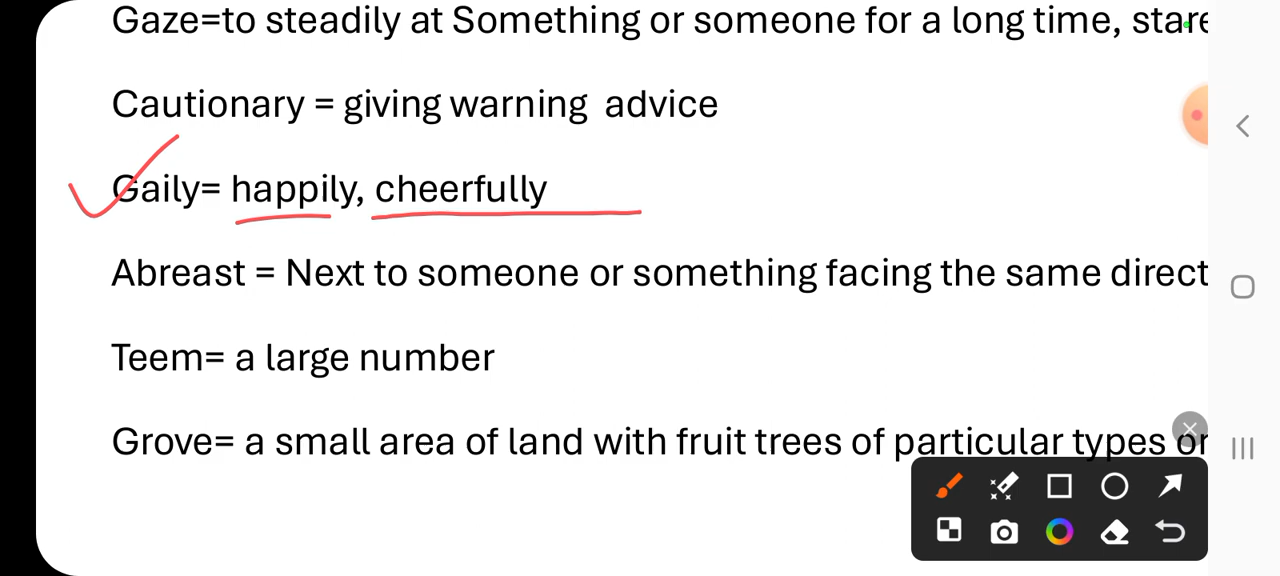 Gaze=to steadily at Something or someone for a long time, stare
Cautionary = giving warning advice
Gaily= happily, cheerfully
Abreast = Next to someone or something facing the same direct
Teem= a large number
Grove= a small area of land with fruit trees of particular types or